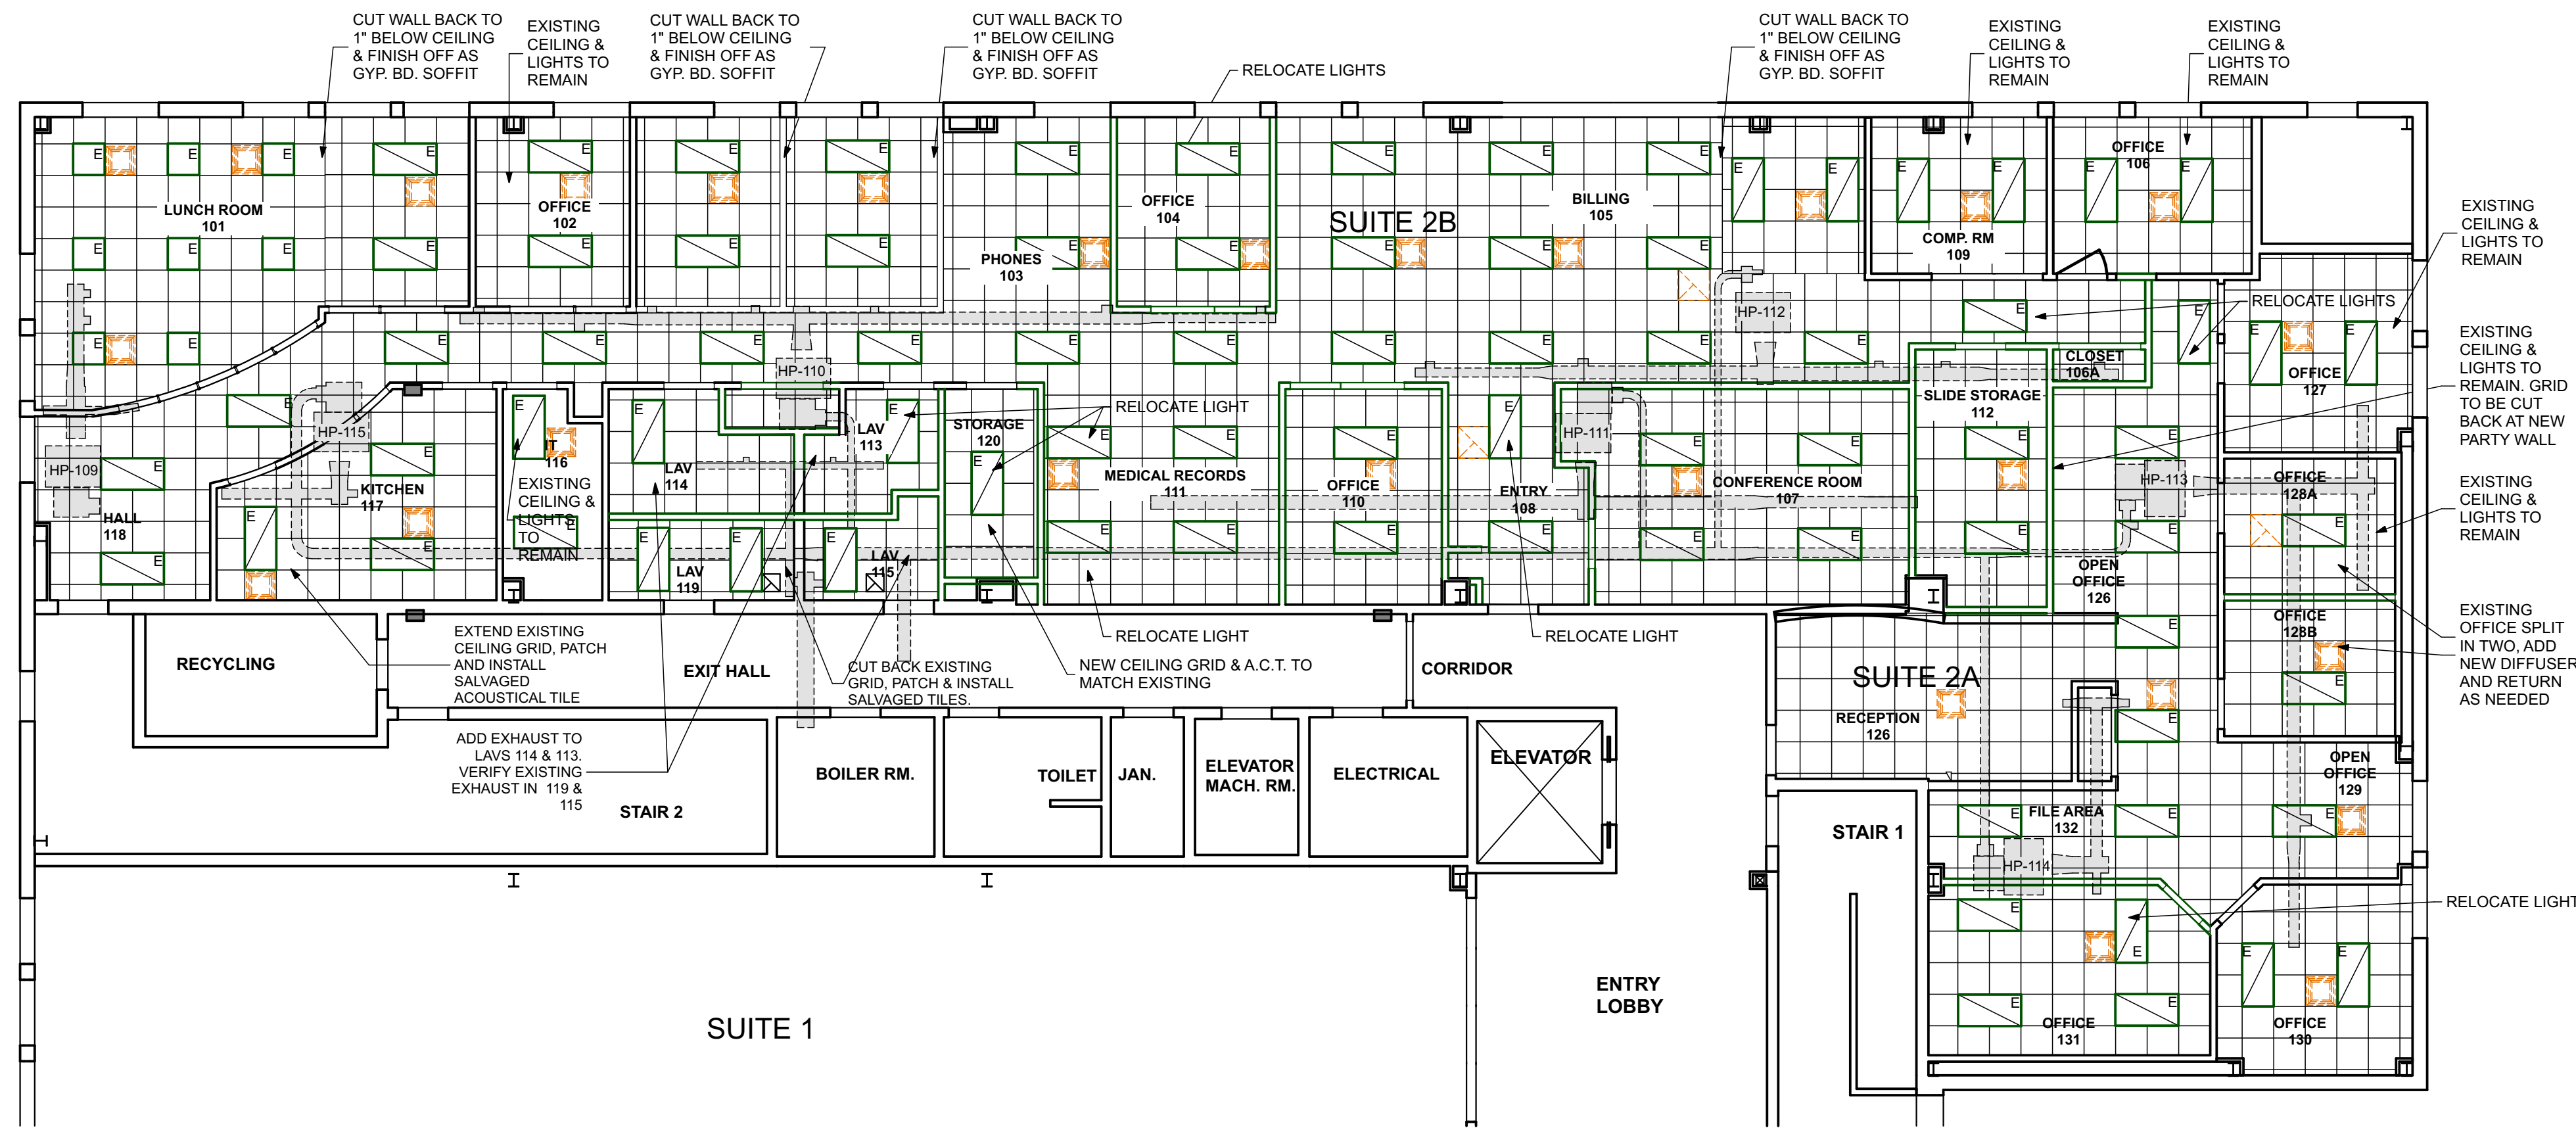 CUT WALL BACK TO
1" BELOW CEILING
& FINISH OFF AS
GYP. BD. SOFFIT
EXISTING
CEILING &
LIGHTS TO
REMAIN
CUT WALL BACK TO
1" BELOW CEILING
& FINISH OFF AS
GYP. BD. SOFFIT
CUT WALL BACK TO
1" BELOW CEILING
& FINISH OFF AS
GYP. BD. SOFFIT
RELOCATE LIGHTS
CUT WALL BACK TO
1" BELOW CEILING
& FINISH OFF AS
GYP. BD. SOFFIT
EXISTING
CEILING &
LIGHTS TO
REMAIN
EXISTING
CEILING &
LIGHTS TO
REMAIN
LUNCH ROOM
101
OFFICE
102
PHONES
103
OFFICE
104
SUITE 2B
BILLING
105
COMP. RM
109
OFFICE
106
EXISTING
CEILING &
LIGHTS TO
REMAIN
RELOCATE LIGHTS
EXISTING
CEILING &
LIGHTS TO
REMAIN. GRID
TO BE CUT
BACK AT NEW
PARTY WALL
HP-112
HP-110
CLOSET
106A
OFFICE
127
HP-115
HP-109
HALL
118
KITCHEN
117
IT
116
EXISTING
CEILING &
LIGHTS
TO
REMAIN
LAV
114
LAV
113
STORAGE
120
RELOCATE LIGHT
MEDICAL RECORDS
111
OFFICE
110
ENTRY
108
HP-111
CONFERENCE ROOM
107
SLIDE STORAGE
112
HP-113
OFFICE
128A
EXISTING
CEILING &
LIGHTS TO
REMAIN
LAV
119
LAV
115
OPEN
OFFICE
126
OFFICE
128B
EXISTING
OFFICE SPLIT
IN TWO, ADD
NEW DIFFUSER
AND RETURN
AS NEEDED
RECYCLING
EXTEND EXISTING
CEILING GRID, PATCH
AND INSTALL
SALVAGED
ACOUSTICAL TILE
EXIT HALL
CUT BACK EXISTING
GRID, PATCH & INSTALL
SALVAGED TILES.
RELOCATE LIGHT
NEW CEILING GRID & A.C.T. TO
MATCH EXISTING
CORRIDOR
RELOCATE LIGHT
SUITE 2A
RECEPTION
126
ADD EXHAUST TO
LAVS 114 & 113.
VERIFY EXISTING
EXHAUST IN 119 &
115
STAIR 2
BOILER RM.
TOILET
JAN.
ELEVATOR
MACH. RM.
ELECTRICAL
ELEVATOR
STAIR 1
FILE AREA
132
OPEN
OFFICE
129
HP-114
RELOCATE LIGHT
ENTRY
LOBBY
SUITE 1
OFFICE
131
OFFICE
130